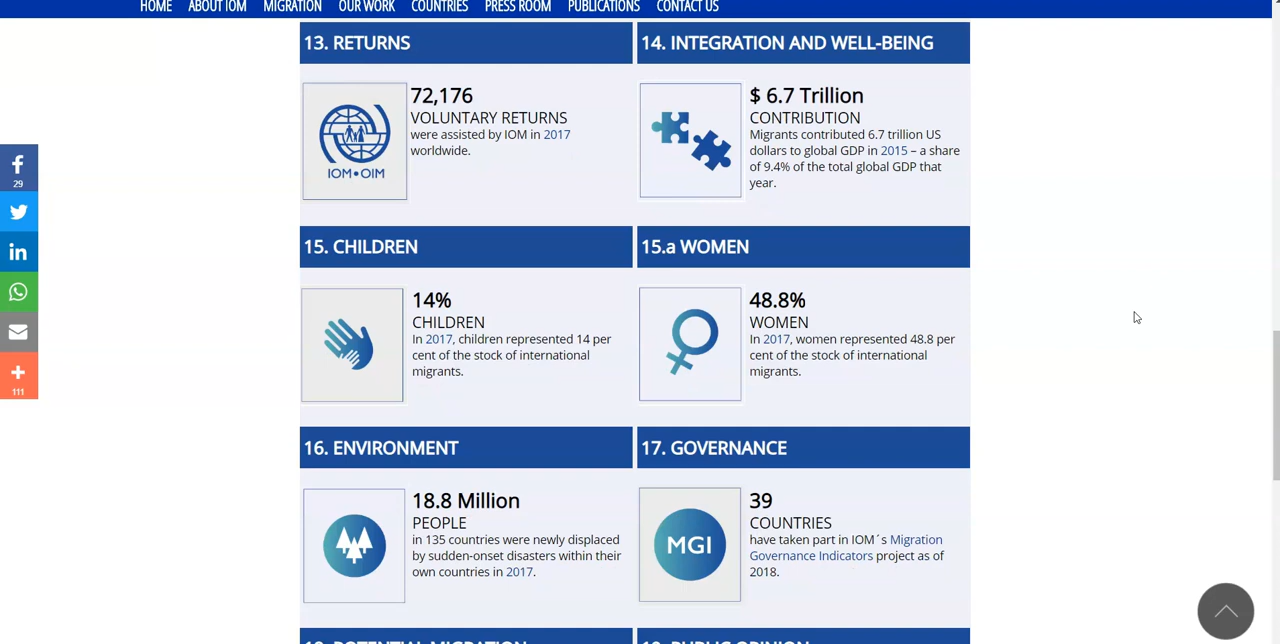 HOME ABOUT IOM MIGRATION OUR WORK COUNTRIES PRESS ROOM PUBLICATIONS CONTACT US
13. RETURNS
72,176
VOLUNTARY RETURNS
were assisted by IOM in 2017
worldwide.
IOM•OIM
14. INTEGRATION AND WELL-BEING
$ 6.7 Trillion
CONTRIBUTION
Migrants contributed 6.7 trillion US
dollars to global GDP in 2015 – a share
of 9.4% of the total global GDP that
year.
29
111
15. CHILDREN
14%
CHILDREN
In 2017, children represented 14 per
cent of the stock of international
migrants.
15.a WOMEN
48.8%
WOMEN
In 2017, women represented 48.8 per
cent of the stock of international
migrants.
16. ENVIRONMENT
18.8 Million
PEOPLE
in 135 countries were newly displaced
by sudden-onset disasters within their
own countries in 2017.
17. GOVERNANCE
MGI
39
COUNTRIES
have taken part in IOM´s Migration
Governance Indicators project as of
2018.
18. POTENTIAL MIGRATION
19. PUBLIC OPINION